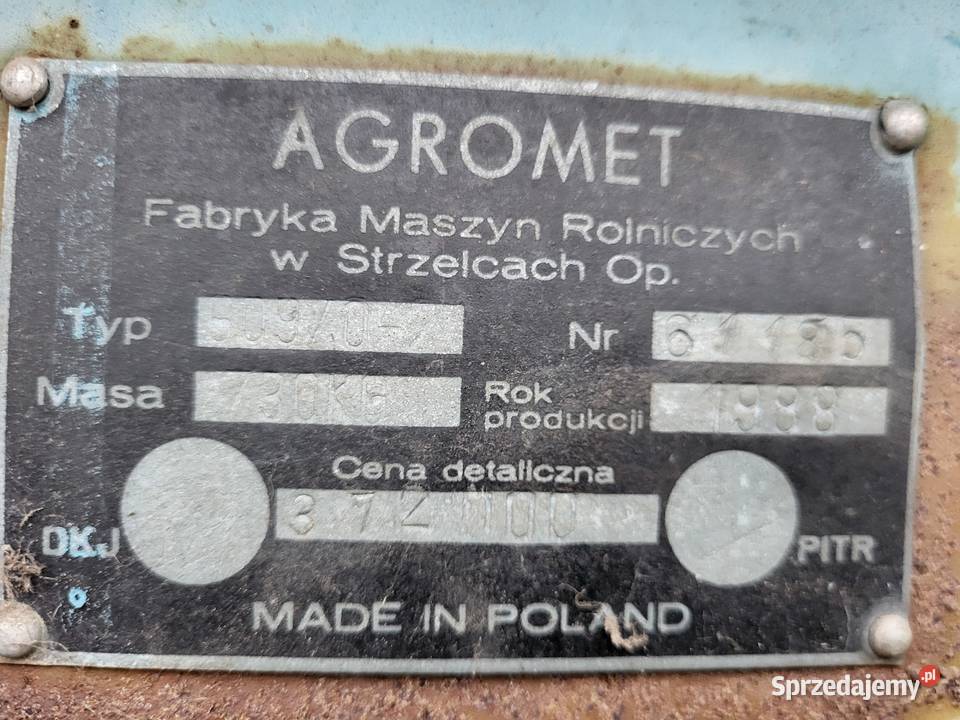 AGROMET
Fabryka Maszyn Rolniczych
w Strzelcach Op.
Typ Nr
Masa Rok produkcji 1988
Cena detaliczna
372000
DKJ PITR
MADE IN POLAND
Sprzedajemy.pl